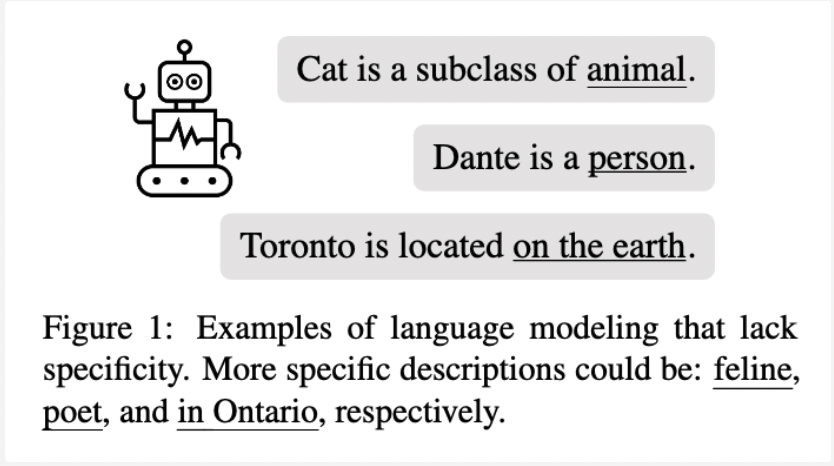 Cat is a subclass of animal.
Dante is a person.
Toronto is located on the earth.
Figure 1: Examples of language modeling that lack
specificity. More specific descriptions could be: feline,
poet, and in Ontario, respectively.